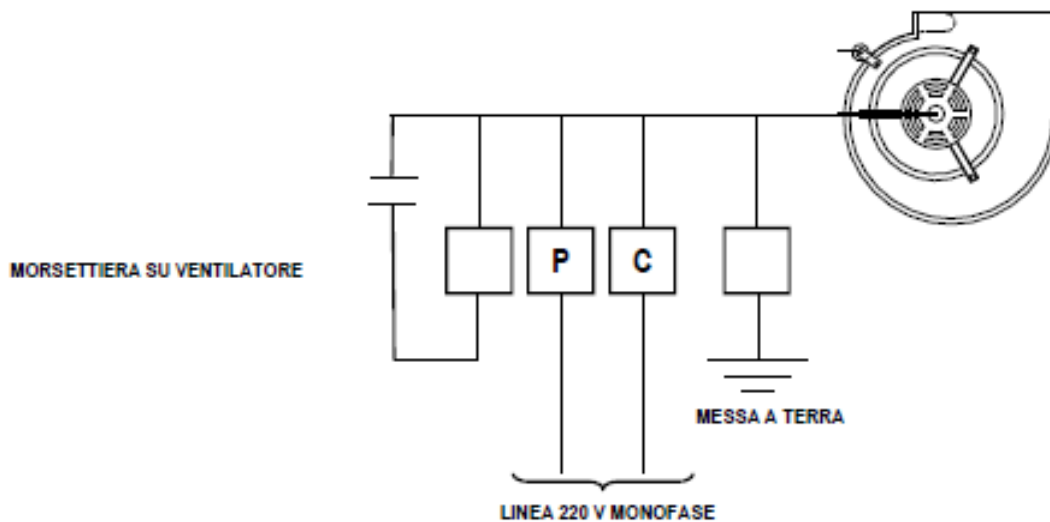 P
C
MORSETTIERA SU VENTILATORE
MESSA A TERRA
LINEA 220 V MONOFASE